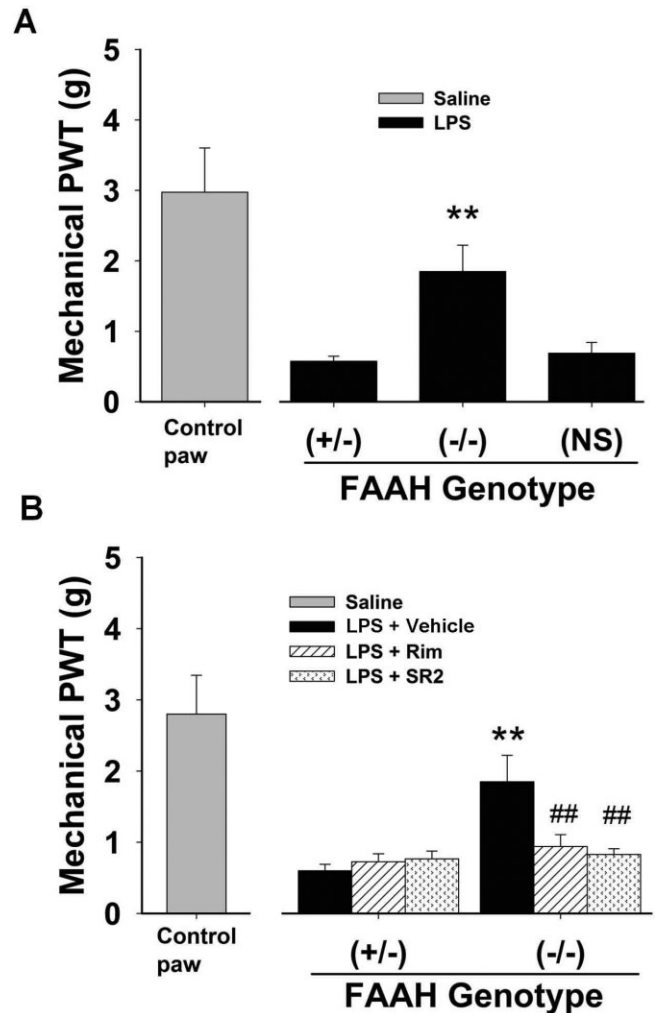 A
Mechanical PWT (g)
5
4
3
2
1
0
Saline
LPS
**
Control
paw
(+/-)
(-/-)
(NS)
FAAH Genotype
B
Mechanical PWT (g)
5
4
3
2
1
0
Saline
LPS + Vehicle
LPS + Rim
LPS + SR2
**
##
##
Control
paw
(+/-)
(-/-)
FAAH Genotype